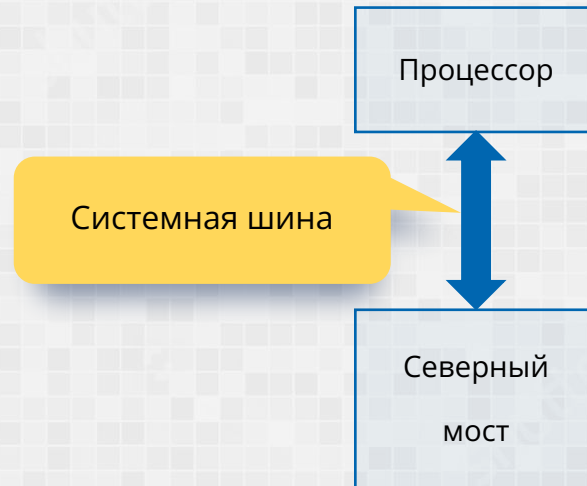 Процессор
Системная шина
Северный
мост